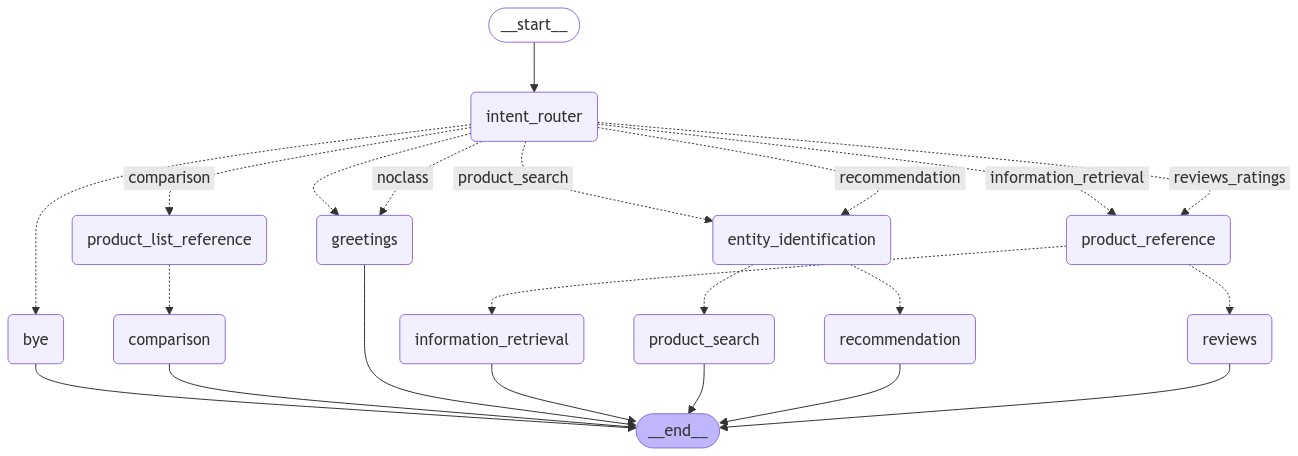 __start__
intent_router
comparison
noclass
product_search
recommendation
information_retrieval
reviews_ratings
product_list_reference
greetings
entity_identification
product_reference
bye
comparison
information_retrieval
product_search
recommendation
reviews
__end__